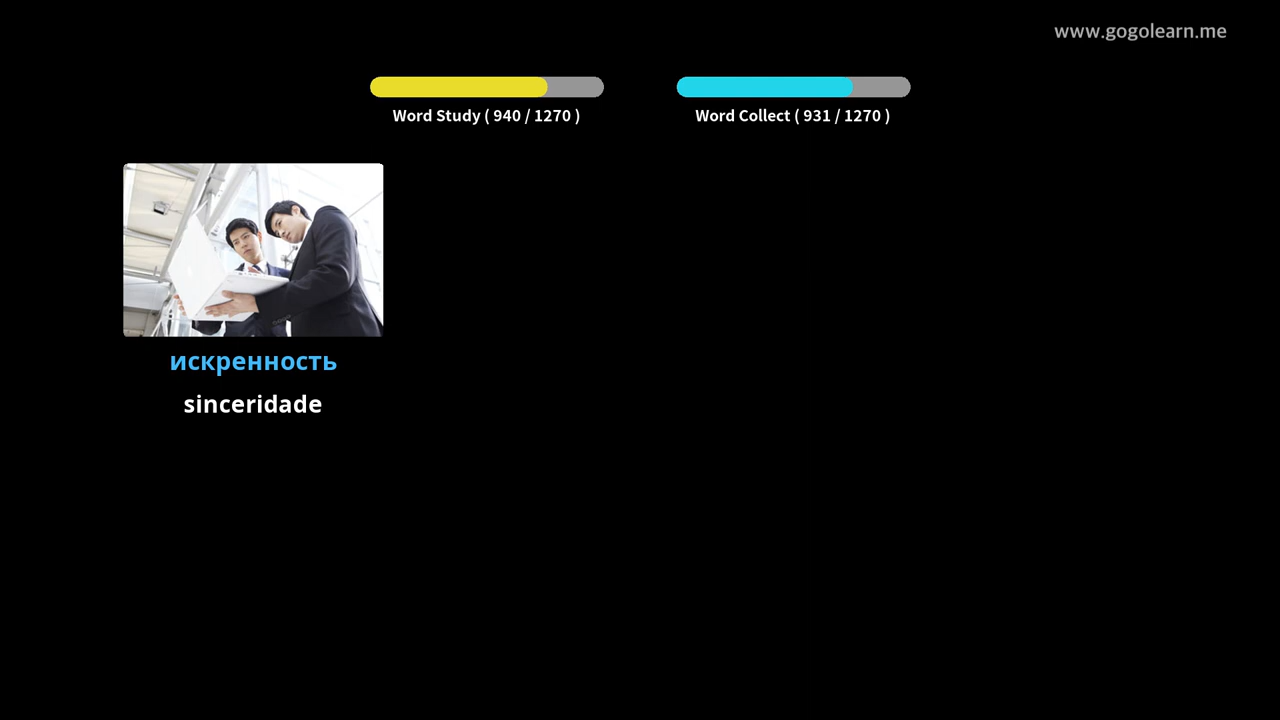 www.gogolearn.me
Word Study ( 940 / 1270 )
Word Collect ( 931 / 1270 )
искренность
sinceridade